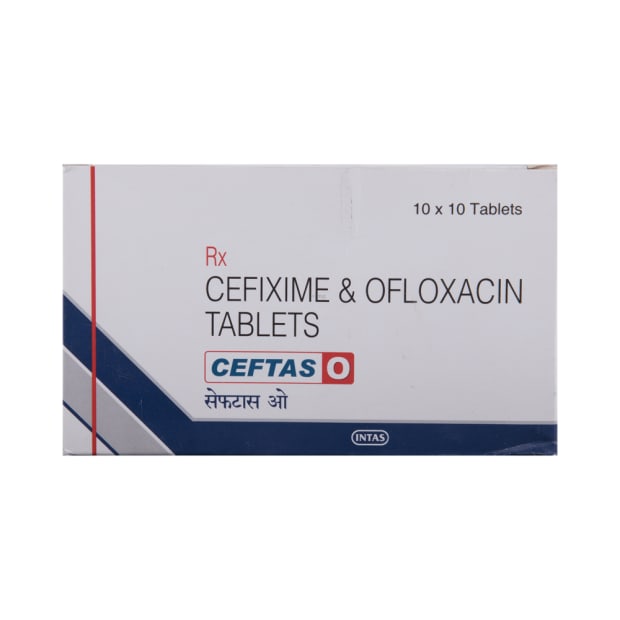 10 x 10 Tablets
Rx
CEFIXIME & OFLOXACIN
TABLETS
CEFTAS O
सेफटास ओ
INTAS